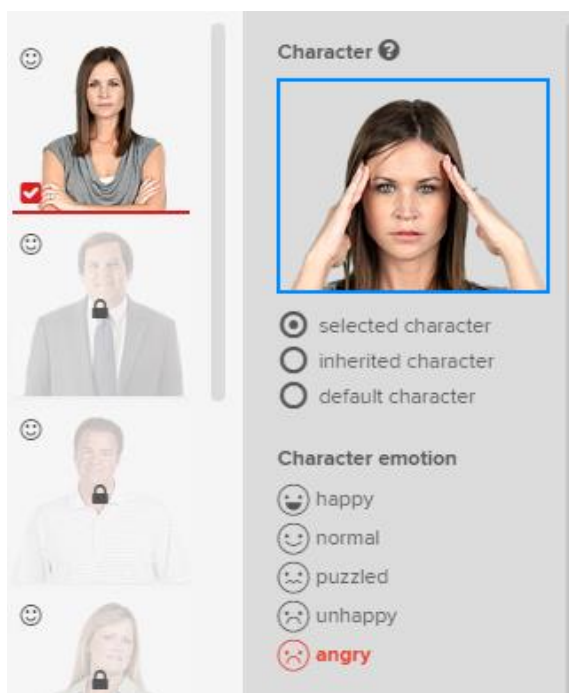 Character ?
selected character
inherited character
default character
Character emotion
happy
normal
puzzled
unhappy
angry